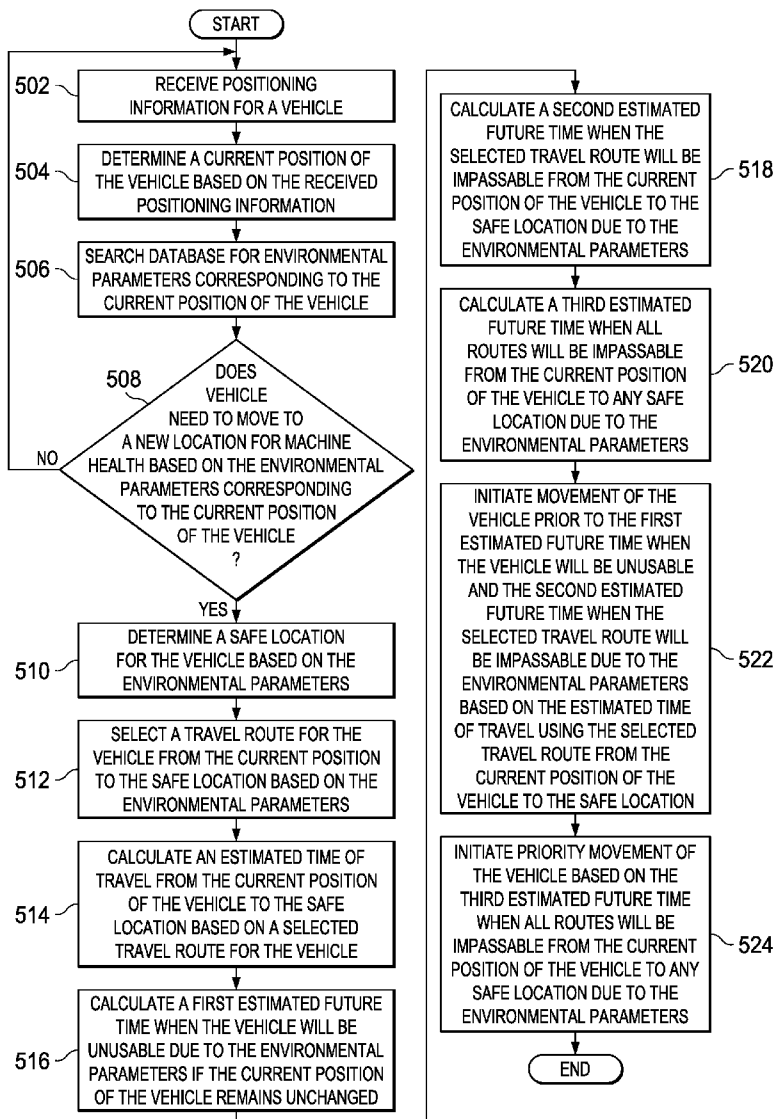 START
502
RECEIVE POSITIONING
INFORMATION FOR A VEHICLE
504
DETERMINE A CURRENT POSITION OF
THE VEHICLE BASED ON THE RECEIVED
POSITIONING INFORMATION
506
SEARCH DATABASE FOR ENVIRONMENTAL
PARAMETERS CORRESPONDING TO THE
CURRENT POSITION OF THE VEHICLE
508
DOES
VEHICLE
NEED TO MOVE TO
A NEW LOCATION FOR MACHINE
HEALTH BASED ON THE ENVIRONMENTAL
PARAMETERS CORRESPONDING
TO THE CURRENT POSITION
OF THE VEHICLE
?
NO
YES
510
DETERMINE A SAFE LOCATION
FOR THE VEHICLE BASED ON THE
ENVIRONMENTAL PARAMETERS
512
SELECT A TRAVEL ROUTE FOR THE
VEHICLE FROM THE CURRENT POSITION
TO THE SAFE LOCATION BASED ON THE
ENVIRONMENTAL PARAMETERS
514
CALCULATE AN ESTIMATED TIME OF
TRAVEL FROM THE CURRENT POSITION
OF THE VEHICLE TO THE SAFE
LOCATION BASED ON A SELECTED
TRAVEL ROUTE FOR THE VEHICLE
516
CALCULATE A FIRST ESTIMATED FUTURE
TIME WHEN THE VEHICLE WILL BE
UNUSABLE DUE TO THE ENVIRONMENTAL
PARAMETERS IF THE CURRENT POSITION
OF THE VEHICLE REMAINS UNCHANGED
CALCULATE A SECOND ESTIMATED
FUTURE TIME WHEN THE
SELECTED TRAVEL ROUTE WILL BE
IMPASSABLE FROM THE CURRENT
POSITION OF THE VEHICLE TO THE
SAFE LOCATION DUE TO THE
ENVIRONMENTAL PARAMETERS
518
CALCULATE A THIRD ESTIMATED
FUTURE TIME WHEN ALL
ROUTES WILL BE IMPASSABLE
FROM THE CURRENT POSITION
OF THE VEHICLE TO ANY SAFE
LOCATION DUE TO THE
ENVIRONMENTAL PARAMETERS
520
INITIATE MOVEMENT OF THE
VEHICLE PRIOR TO THE FIRST
ESTIMATED FUTURE TIME WHEN
THE VEHICLE WILL BE UNUSABLE
AND THE SECOND ESTIMATED
FUTURE TIME WHEN THE
SELECTED TRAVEL ROUTE WILL
BE IMPASSABLE DUE TO THE
ENVIRONMENTAL PARAMETERS
BASED ON THE ESTIMATED TIME
OF TRAVEL USING THE SELECTED
TRAVEL ROUTE FROM THE
CURRENT POSITION OF THE
VEHICLE TO THE SAFE LOCATION
522
INITIATE PRIORITY MOVEMENT OF
THE VEHICLE BASED ON THE
THIRD ESTIMATED FUTURE TIME
WHEN ALL ROUTES WILL BE
IMPASSABLE FROM THE CURRENT
POSITION OF THE VEHICLE TO ANY
SAFE LOCATION DUE TO THE
ENVIRONMENTAL PARAMETERS
524
END